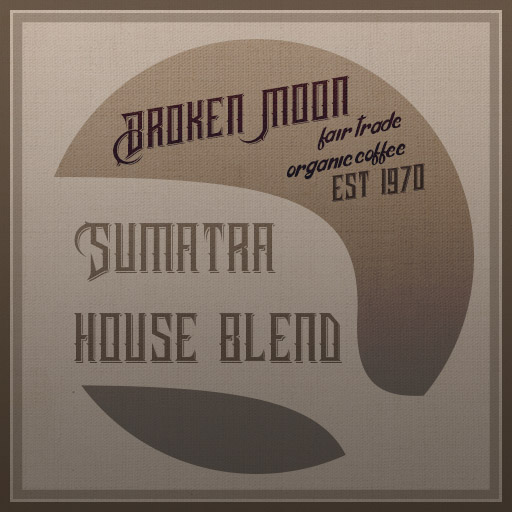 Broken Moon
fair trade
organic coffee
EST 1970
Sumatra
House Blend